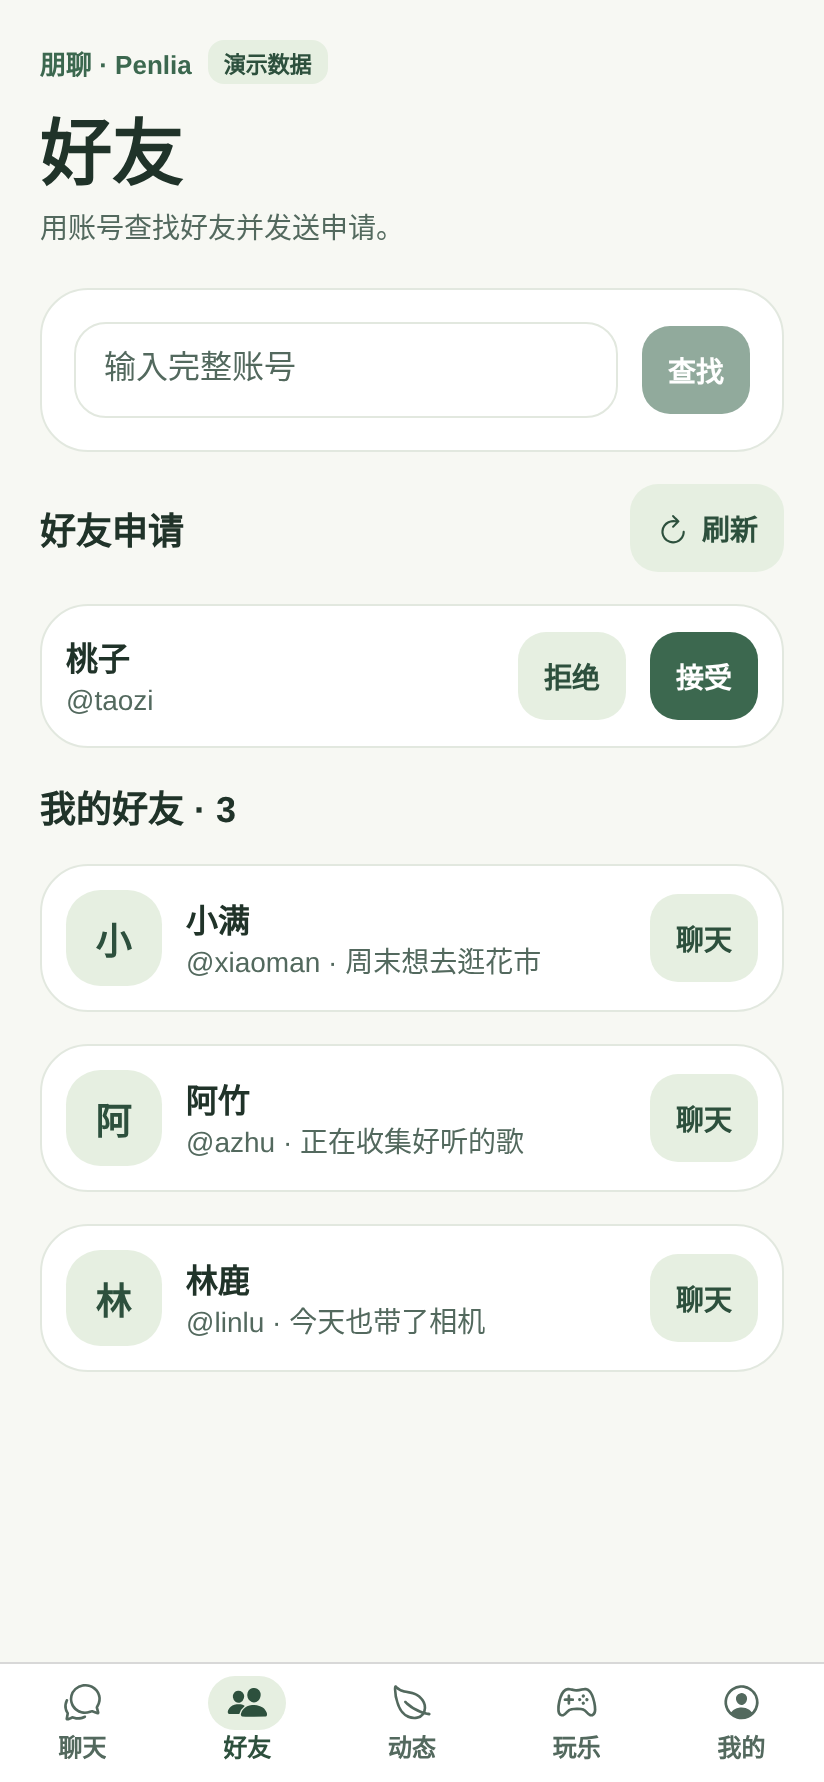 朋聊 · Penlia 演示数据
好友
用账号查找好友并发送申请。
输入完整账号 查找
好友申请 刷新
桃子
@taozi
拒绝 接受
我的好友 · 3
小 小满
@xiaoman · 周末想去逛花市
聊天
阿 阿竹
@azhu · 正在收集好听的歌
聊天
林 林鹿
@linlu · 今天也带了相机
聊天
聊天 好友 动态 玩乐 我的